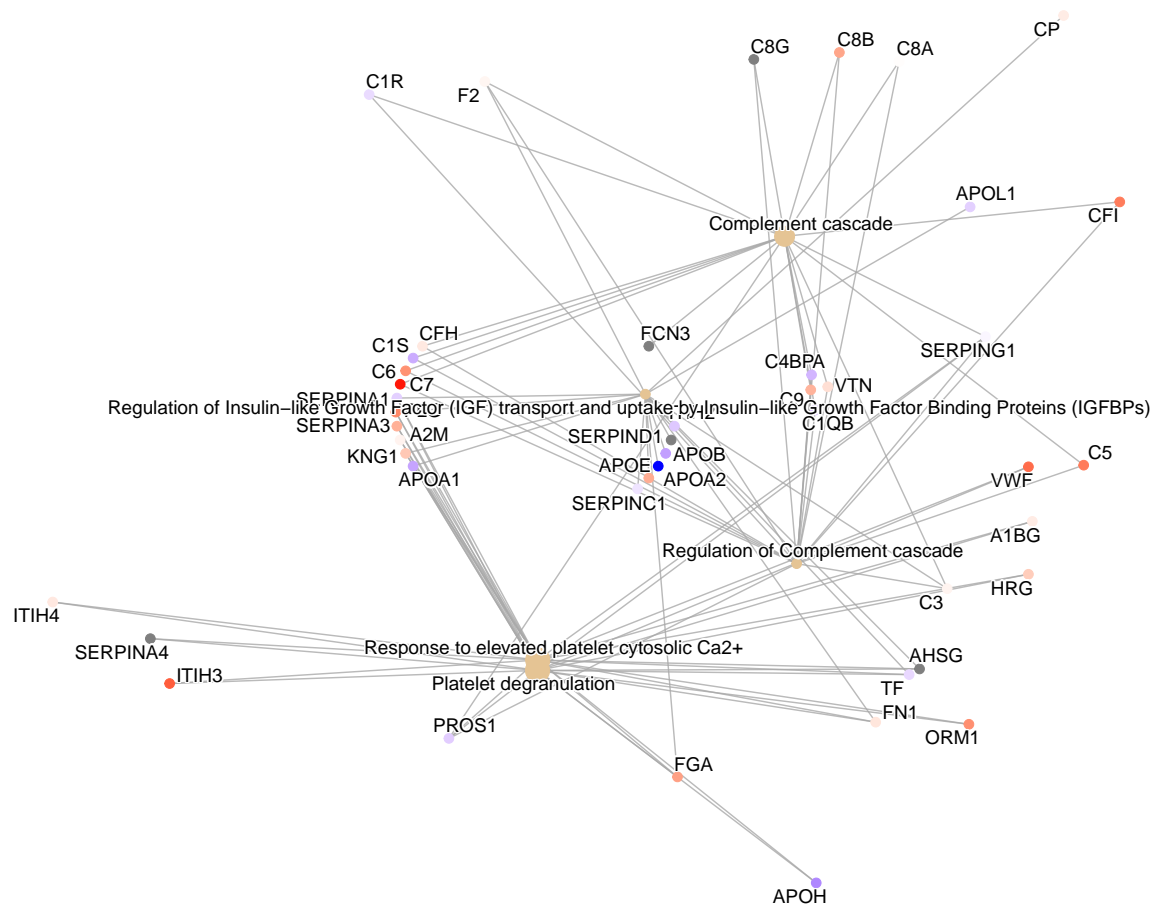 CP
C8G
C8B
C8A
C1R
F2
APOL1
CFI
Complement cascade
FCN3
CFH
C1S
C6
C7
SERPING1
C4BPA
VTN
C9
SERPINA1
Regulation of Insulin−like Growth Factor (IGF) transport and uptake by Insulin−like Growth Factor Binding Proteins (IGFBPs)
C1QB
SERPINA3
A2M
SERPIND1
KNG1
APOB
C5
APOE
APOA1
APOA2
VWF
SERPINC1
A1BG
Regulation of Complement cascade
HRG
C3
ITIH4
Response to elevated platelet cytosolic Ca2+
SERPINA4
AHSG
ITIH3
Platelet degranulation
TF
FN1
PROS1
ORM1
FGA
APOH